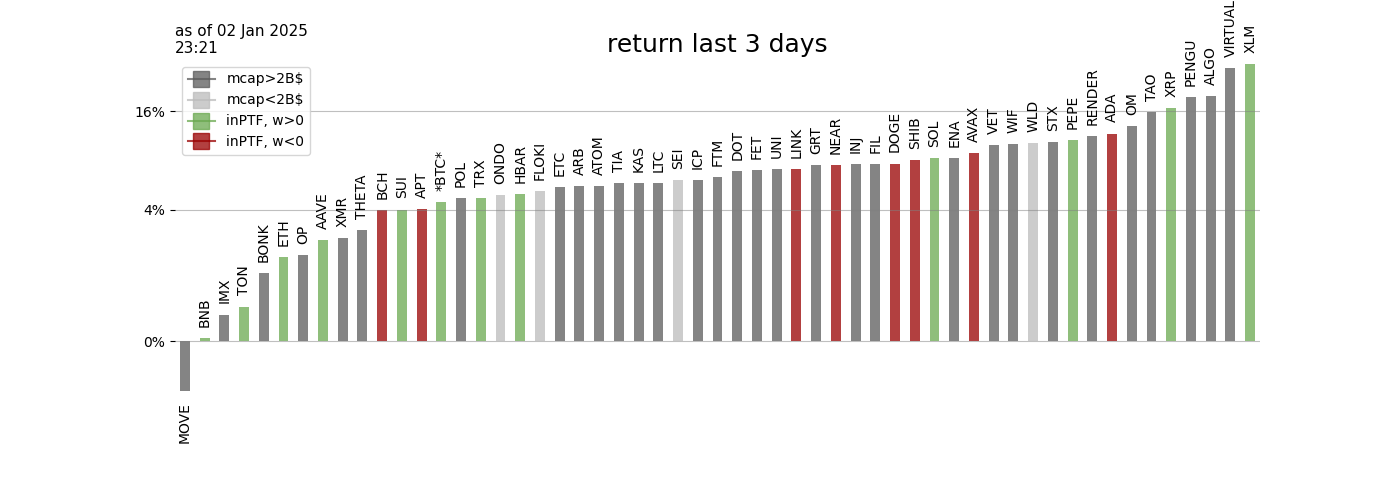 as of 02 Jan 2025
23:21
return last 3 days
mcap>2B$
mcap<2B$
inPTF, w>0
inPTF, w<0
16%
4%
0%
MOVE
BNB
IMX
TON
BONK
ETH
OP
AAVE
XMR
THETA
BCH
SUI
APT
*BTC*
POL
TRX
ONDO
HBAR
FLOKI
ETC
ARB
ATOM
TIA
KAS
LTC
SEI
ICP
FTM
DOT
FET
UNI
LINK
GRT
NEAR
INJ
FIL
DOGE
SHIB
SOL
ENA
AVAX
VET
WIF
WLD
STX
PEPE
RENDER
ADA
OM
TAO
XRP
PENGU
ALGO
VIRTUAL
XLM